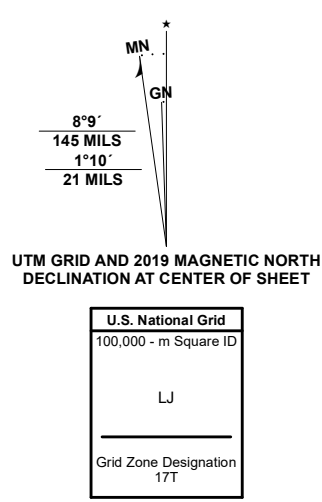 MN
GN
8°9´
145 MILS
1°10´
21 MILS
UTM GRID AND 2019 MAGNETIC NORTH
DECLINATION AT CENTER OF SHEET
U.S. National Grid
100,000 - m Square ID
LJ
Grid Zone Designation
17T